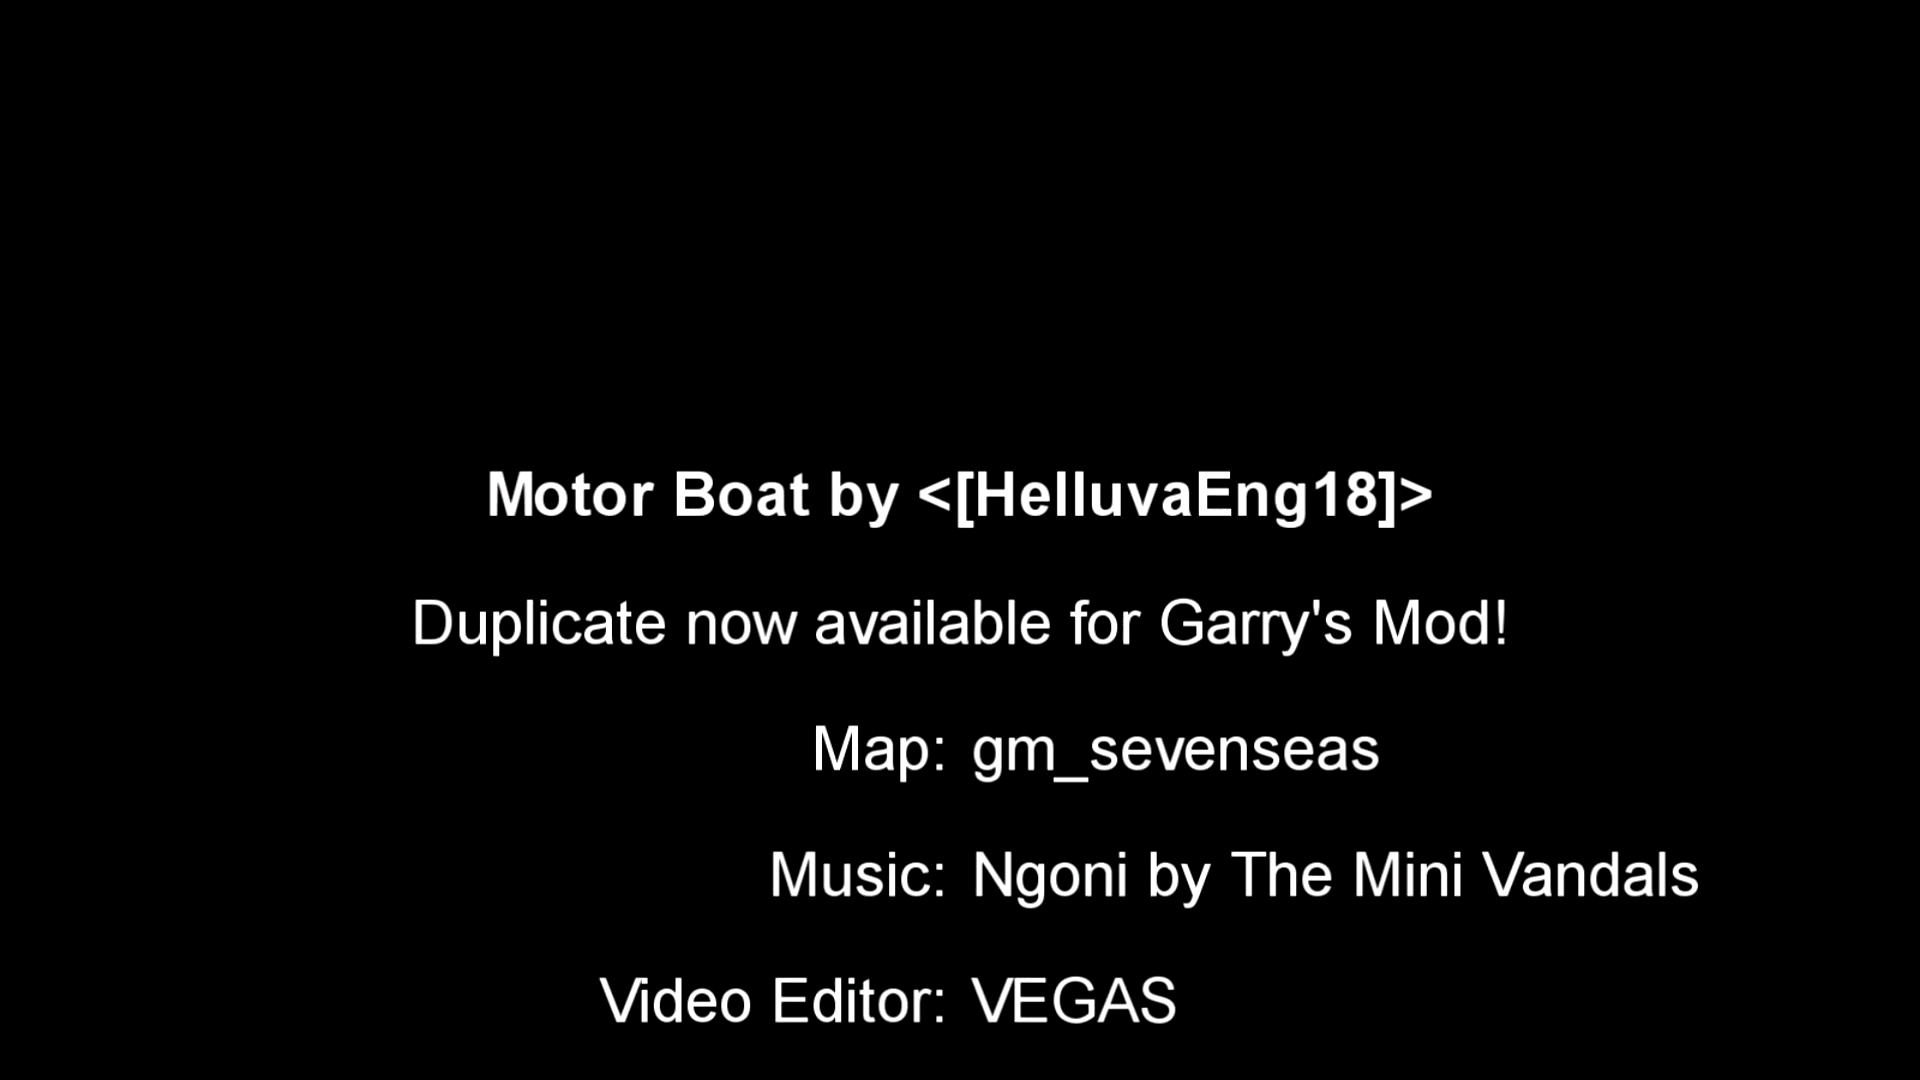 Motor Boat by <[HelluvaEng18]>
Duplicate now available for Garry's Mod!
Map: gm_sevenseas
Music: Ngoni by The Mini Vandals
Video Editor: VEGAS